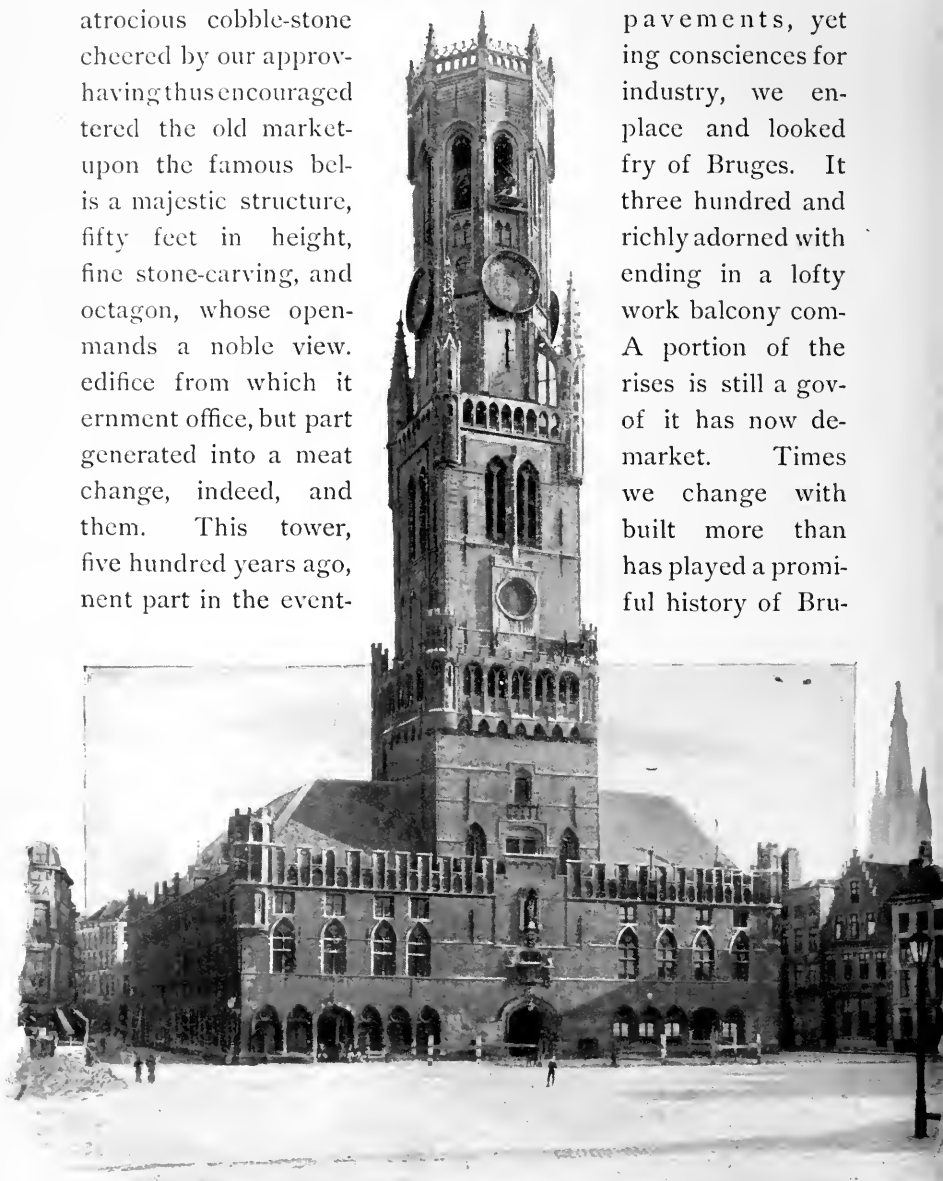 atrocious cobble-stone pavements, yet
cheered by our approv- ing consciences for
having thus encouraged industry, we en-
tered the old market- place and looked
upon the famous bel- fry of Bruges. It
is a majestic structure, three hundred and
fifty feet in height, richly adorned with
fine stone-carving, and ending in a lofty
octagon, whose open- work balcony com-
mands a noble view. A portion of the
edifice from which it rises is still a gov-
ernment office, but part of it has now de-
generated into a meat market. Times
change, indeed, and we change with
them. This tower, built more than
five hundred years ago, has played a promi-
nent part in the event- ful history of Bru-
ZA